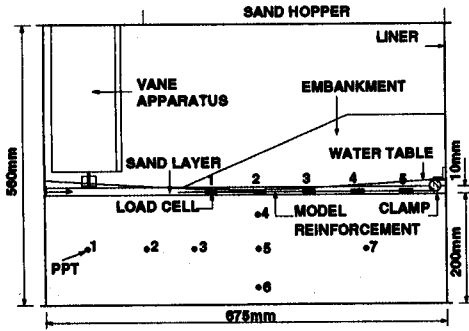 SAND HOPPER
LINER
VANE
APPARATUS
EMBANKMENT
560mm
SAND LAYER
WATER TABLE
10mm
1 2 3 4 5
LOAD CELL
MODEL
REINFORCEMENT
CLAMP
4
1 2 3 5 7
PPT
6
200mm
675mm